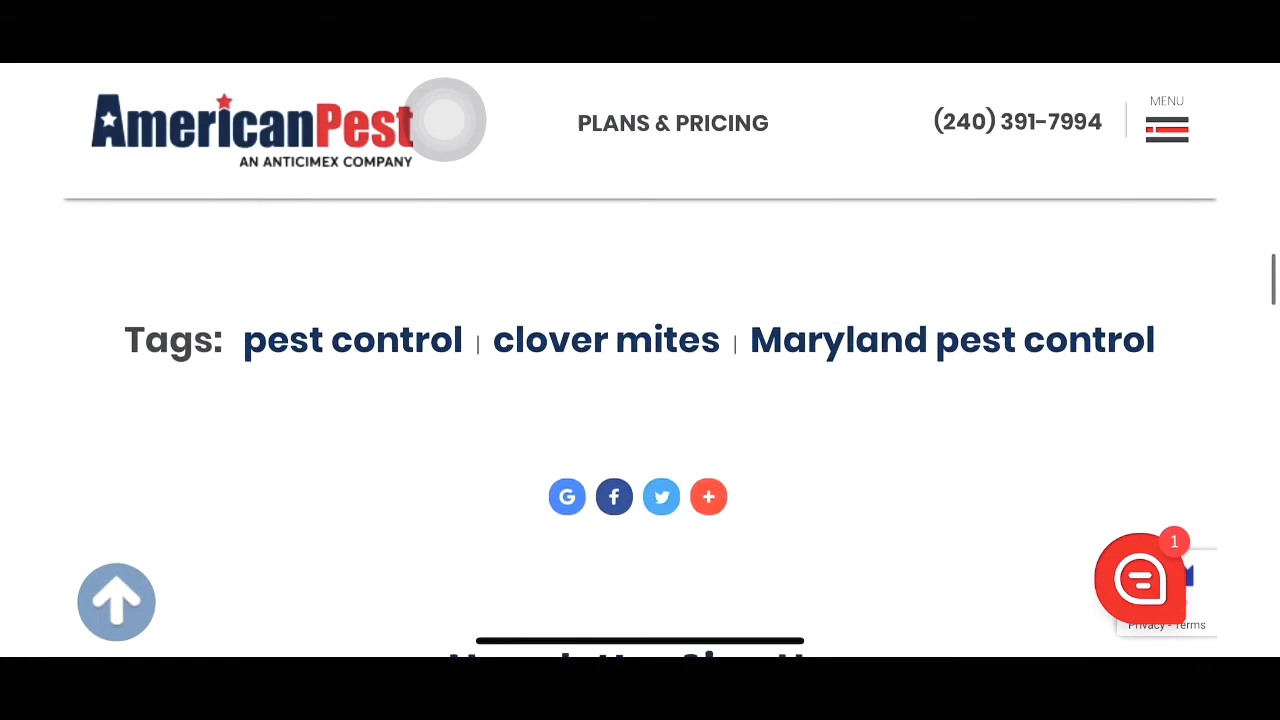 AmericanPest
AN ANTICIMEX COMPANY
PLANS & PRICING
(240) 391-7994
MENU
Tags: pest control | clover mites | Maryland pest control
1
Privacy - Terms